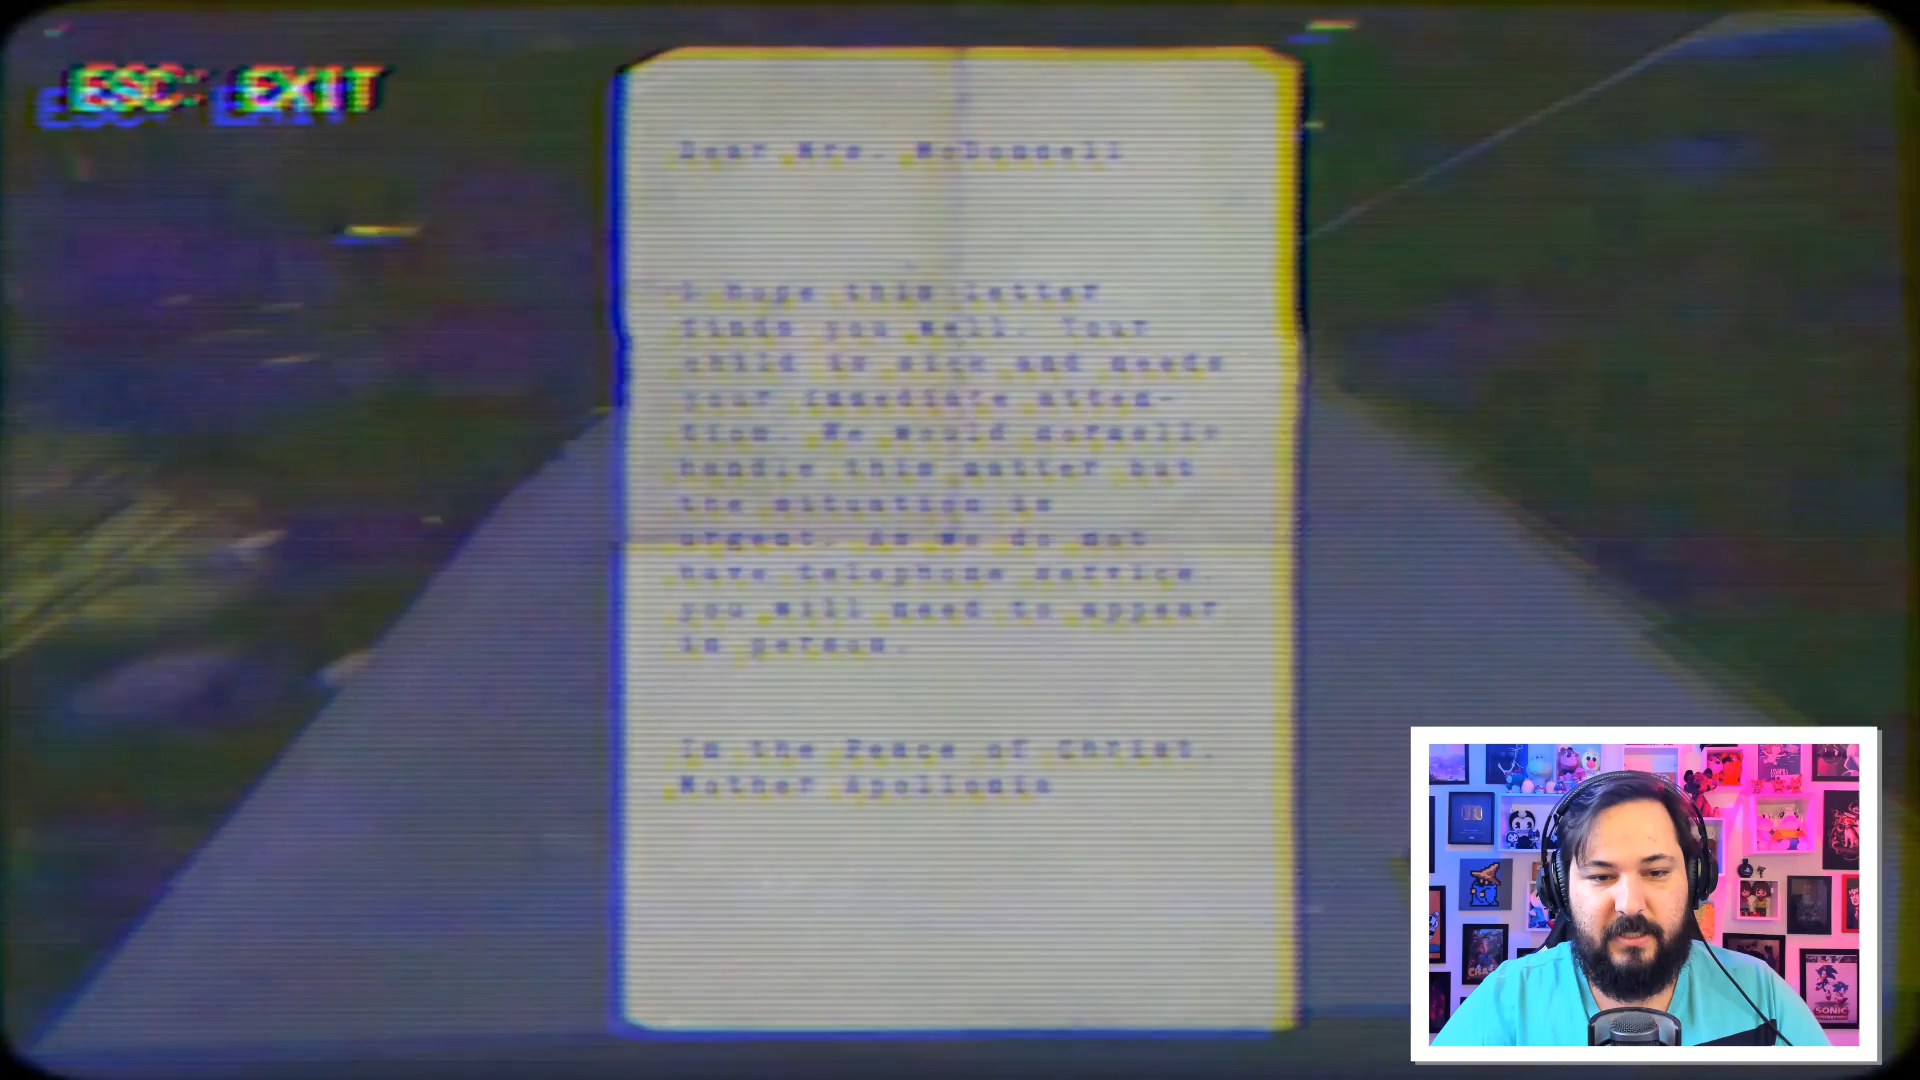 ESC: EXIT
Dear Mrs. McDonnell
I hope this letter
finds you well. Your
child is sick and needs
your immediate atten-
tion. We would normally
handle this matter but
the situation is
urgent. As we do not
have telephone service,
you will need to appear
in person.
In the Peace of Christ,
Mother Apollonia
SONIC